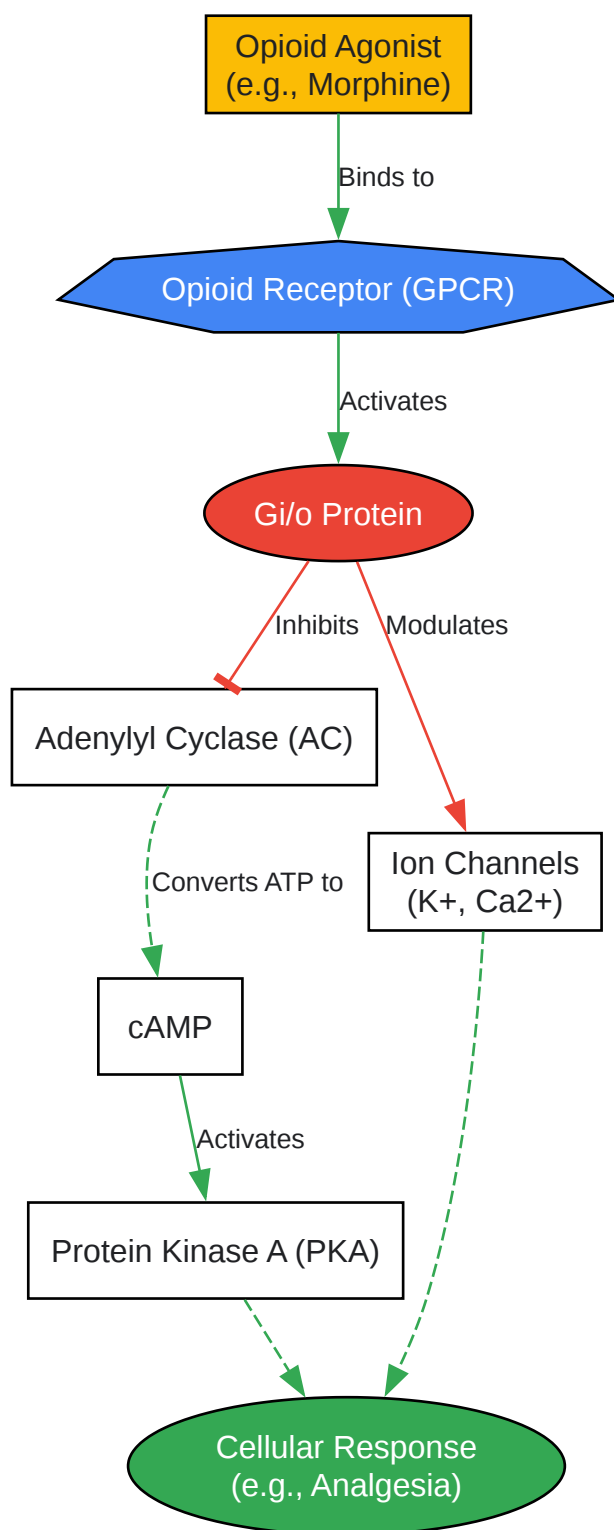 Opioid Agonist
(e.g., Morphine)
Binds to
Opioid Receptor (GPCR)
Activates
Gi/o Protein
Inhibits
Modulates
Adenylyl Cyclase (AC)
Ion Channels
(K+, Ca2+)
Converts ATP to
cAMP
Activates
Protein Kinase A (PKA)
Cellular Response
(e.g., Analgesia)